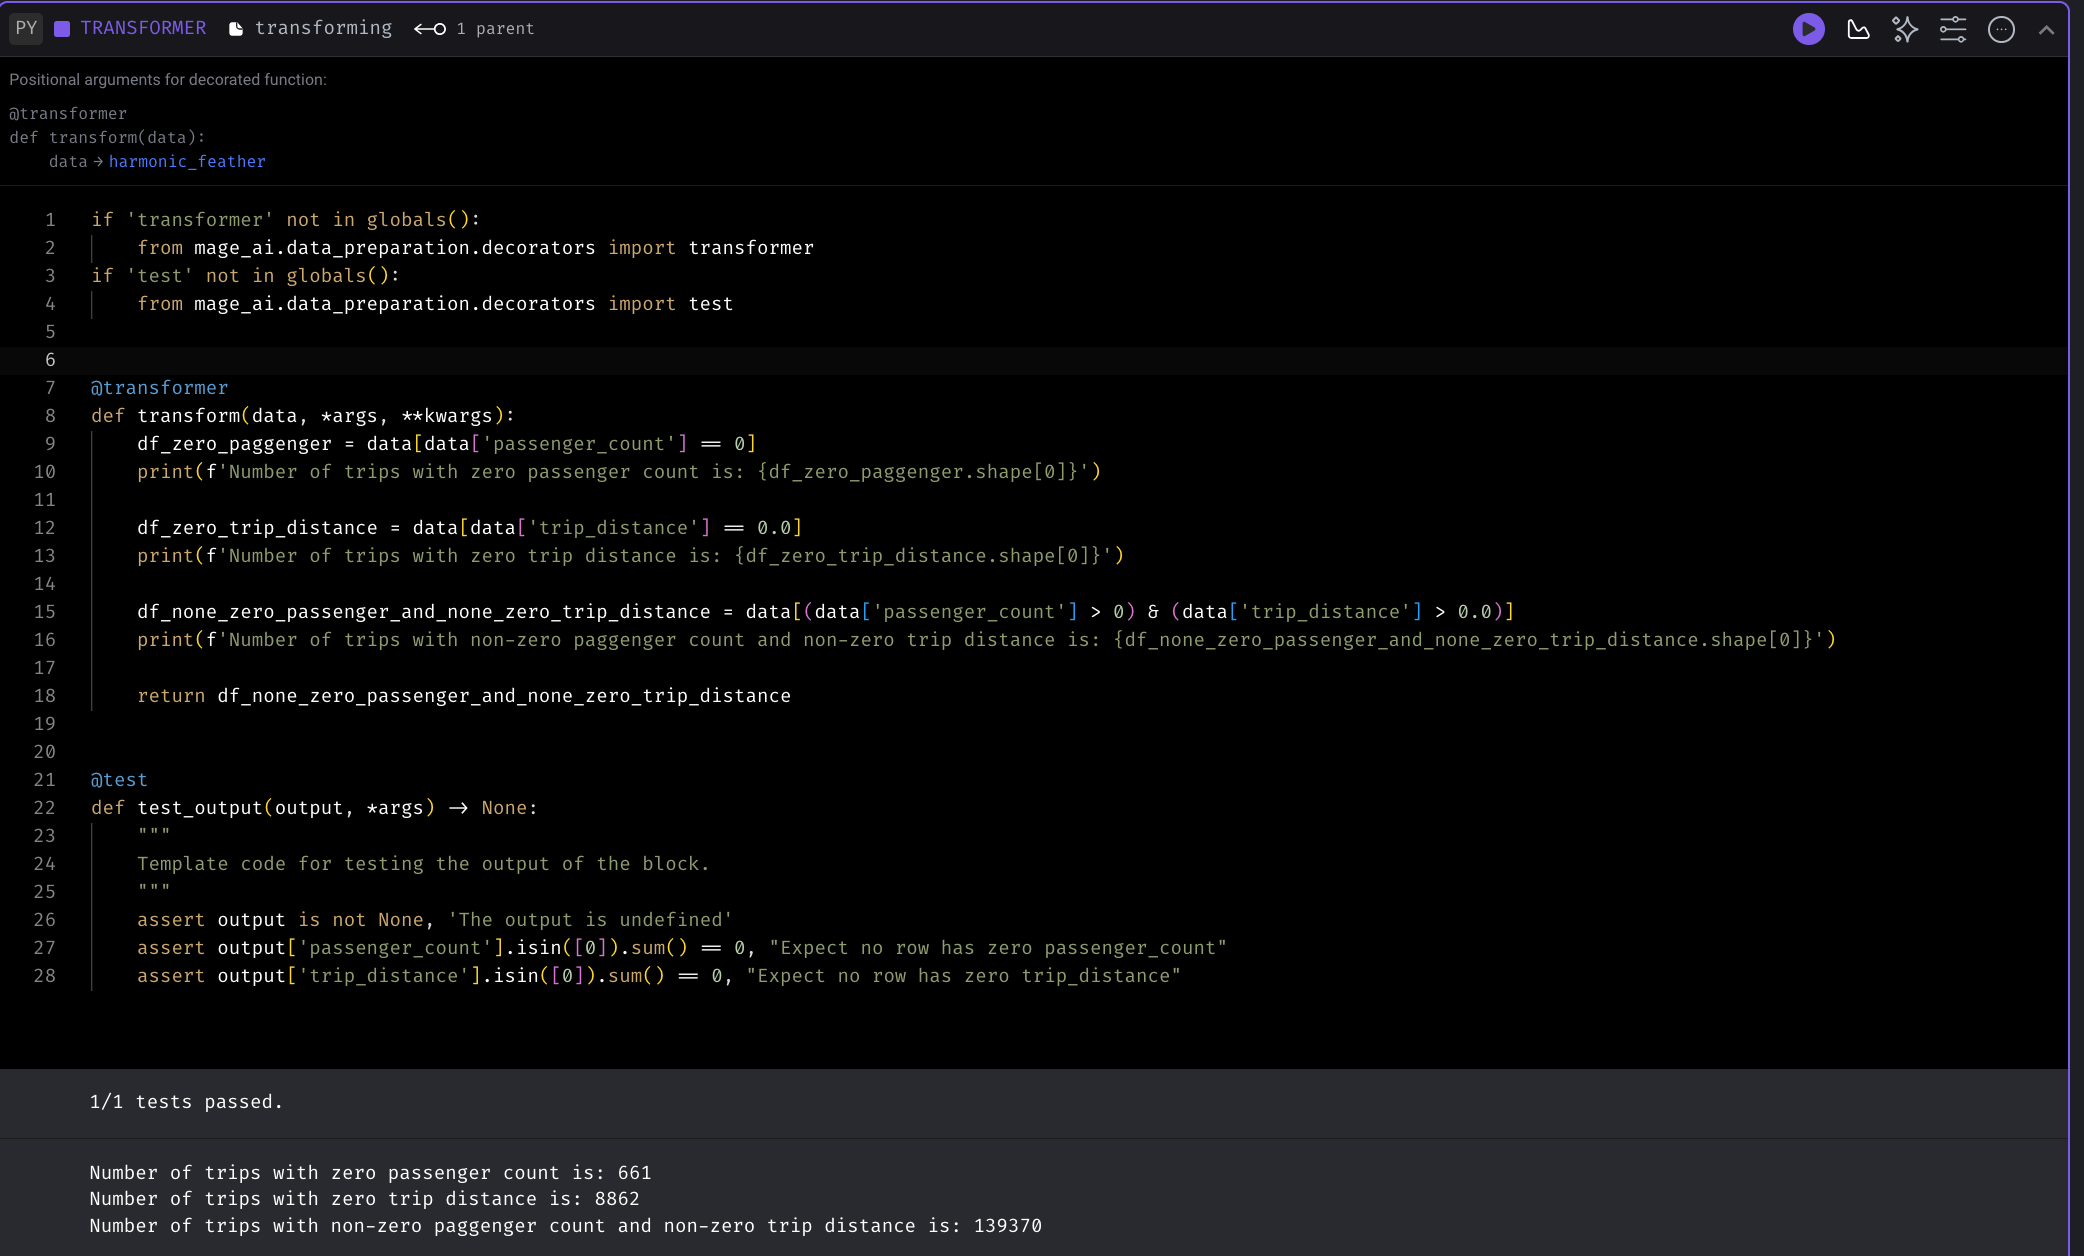 PY TRANSFORMER transforming 1 parent
Positional arguments for decorated function:
@transformer
def transform(data):
    data → harmonic_feather
1 if 'transformer' not in globals():
2     from mage_ai.data_preparation.decorators import transformer
3 if 'test' not in globals():
4     from mage_ai.data_preparation.decorators import test
5
6
7 @transformer
8 def transform(data, *args, **kwargs):
9     df_zero_paggenger = data[data['passenger_count'] == 0]
10     print(f'Number of trips with zero passenger count is: {df_zero_paggenger.shape[0]}')
11
12     df_zero_trip_distance = data[data['trip_distance'] == 0.0]
13     print(f'Number of trips with zero trip distance is: {df_zero_trip_distance.shape[0]}')
14
15     df_none_zero_passenger_and_none_zero_trip_distance = data[(data['passenger_count'] > 0) & (data['trip_distance'] > 0.0)]
16     print(f'Number of trips with non-zero paggenger count and non-zero trip distance is: {df_none_zero_passenger_and_none_zero_trip_distance.shape[0]}')
17
18     return df_none_zero_passenger_and_none_zero_trip_distance
19
20
21 @test
22 def test_output(output, *args) -> None:
23     """
24     Template code for testing the output of the block.
25     """
26     assert output is not None, 'The output is undefined'
27     assert output['passenger_count'].isin([0]).sum() == 0, "Expect no row has zero passenger_count"
28     assert output['trip_distance'].isin([0]).sum() == 0, "Expect no row has zero trip_distance"
1/1 tests passed.
Number of trips with zero passenger count is: 661
Number of trips with zero trip distance is: 8862
Number of trips with non-zero paggenger count and non-zero trip distance is: 139370